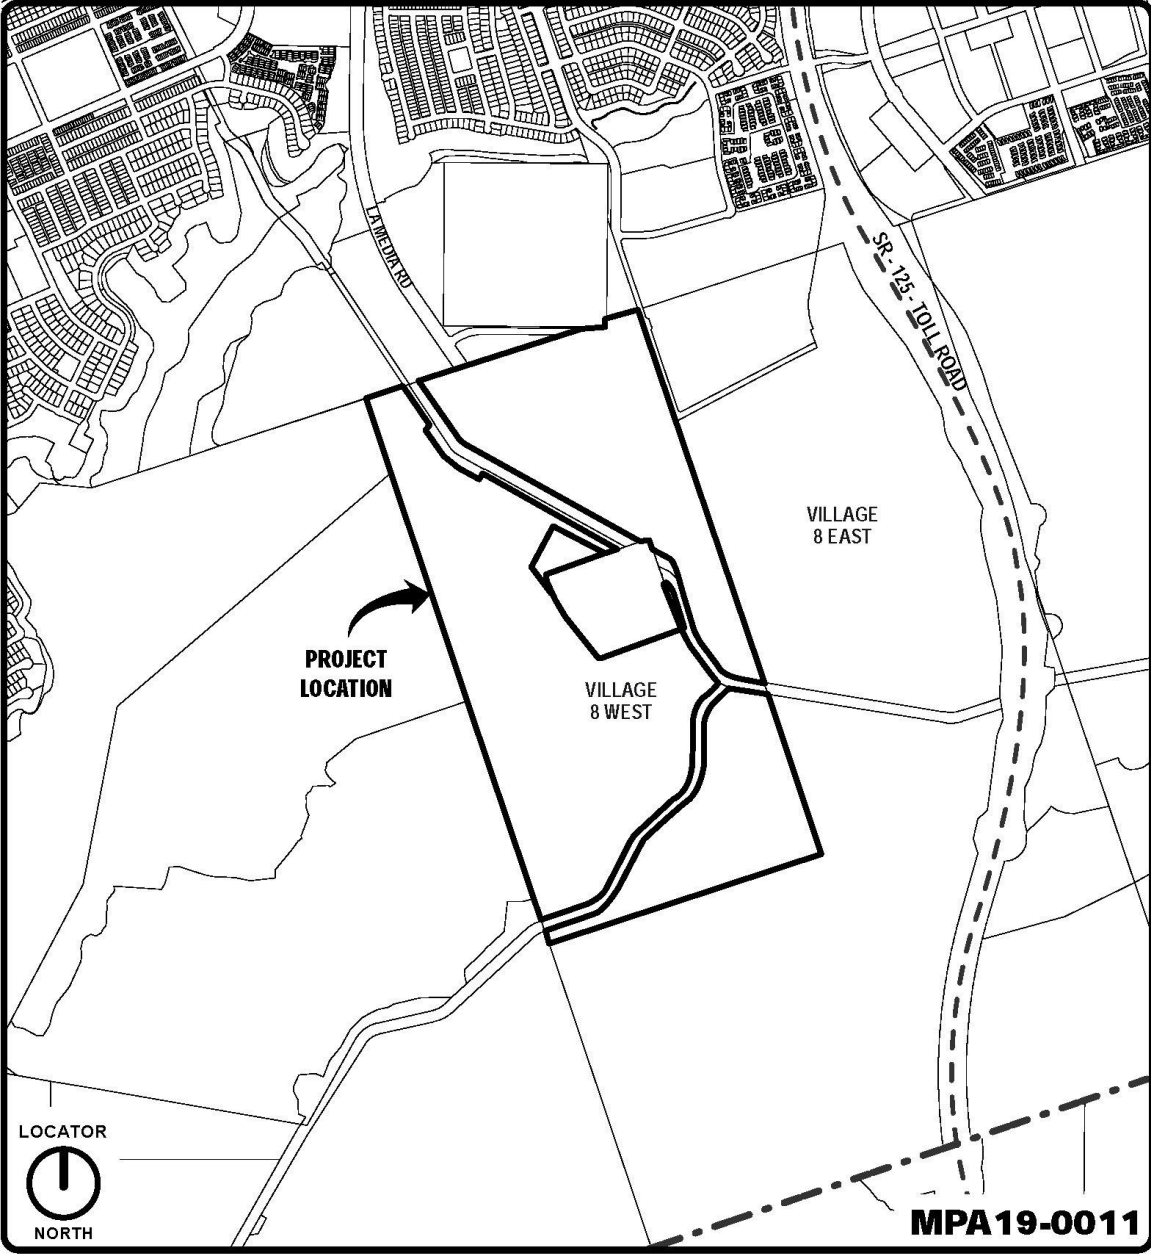 LA MEDIA RD
SR - 125 - TOLL ROAD
VILLAGE
8 EAST
PROJECT
LOCATION
VILLAGE
8 WEST
LOCATOR
NORTH
MPA19-0011